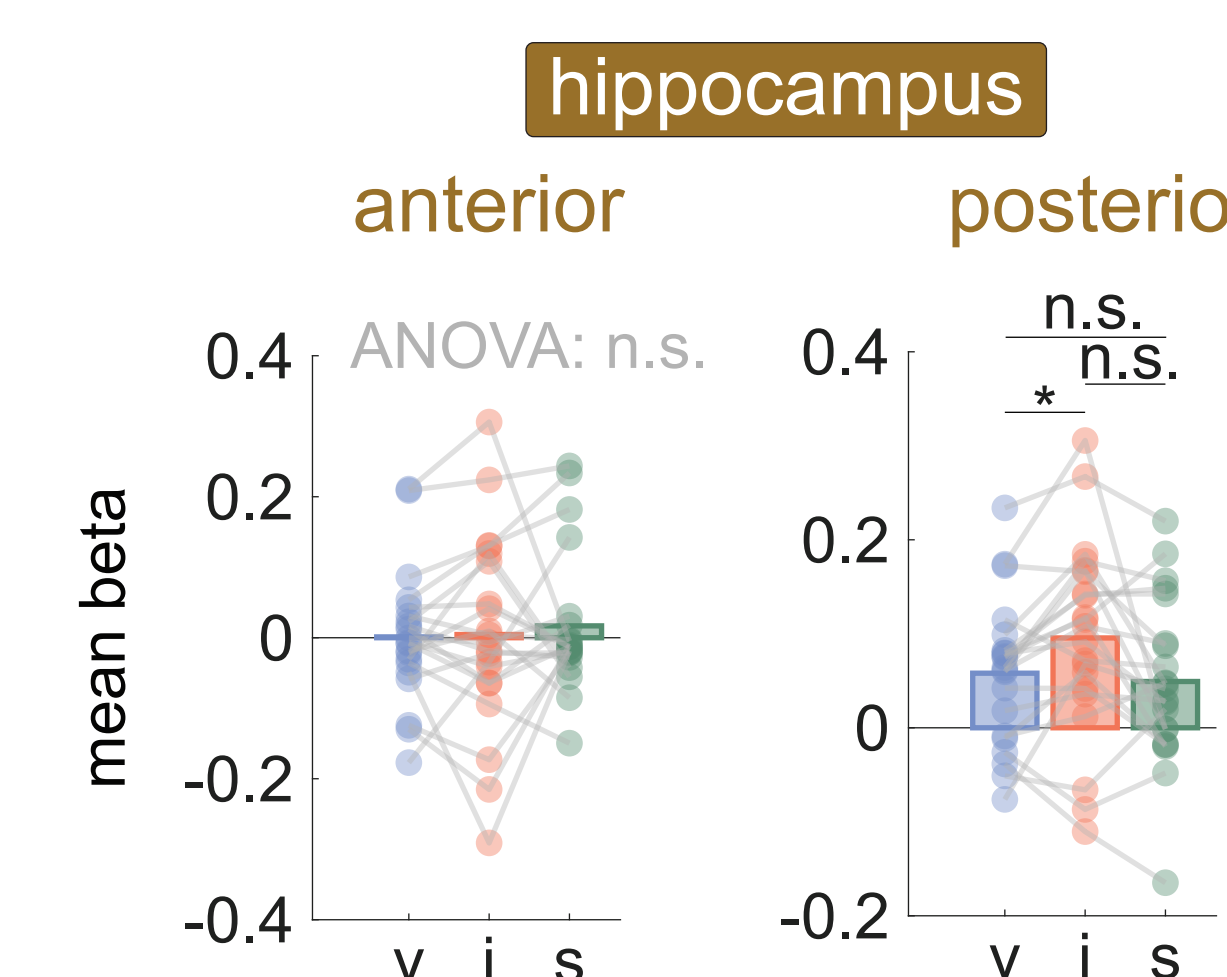 hippocampus
anterior
posterio
ANOVA: n.s.
n.s.
n.s.
*
mean beta
0.4
0.2
0
-0.2
-0.4
v i s
0.4
0.2
0
-0.2
v i s